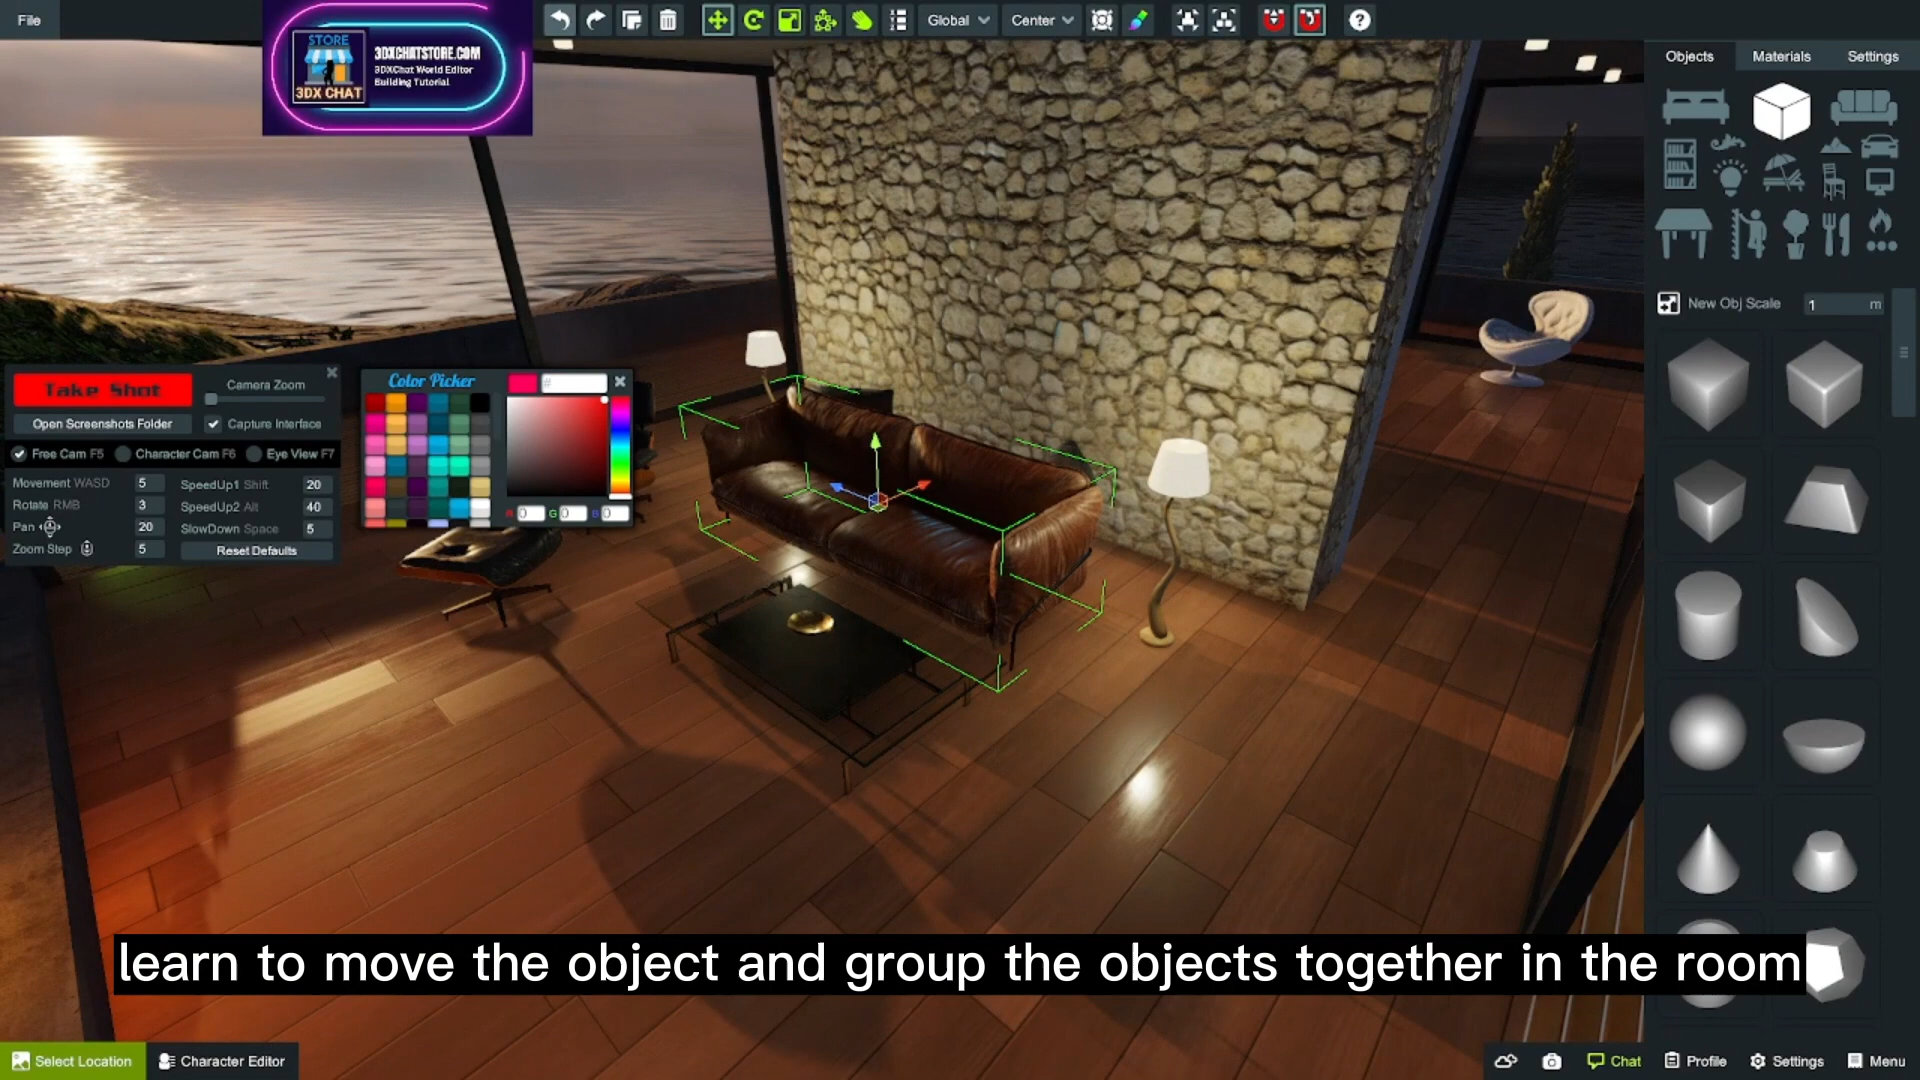 File
STORE
3DX CHAT
3DXCHATSTORE.COM
3DXChat World Editor
Building Tutorial
Global
Center
?
Objects
Materials
Settings
New Obj Scale
1
m
Take Shot
Camera Zoom
Open Screenshots Folder
Capture Interface
Free Cam F5
Character Cam F6
Eye View F7
Movement WASD
5
SpeedUp1 Shift
20
Rotate RMB
3
SpeedUp2 Alt
40
Pan
20
SlowDown Space
5
Zoom Step
5
Reset Defaults
Color Picker
#
R
0
G
0
B
0
learn to move the object and group the objects together in the room
Select Location
Character Editor
Chat
Profile
Settings
Menu